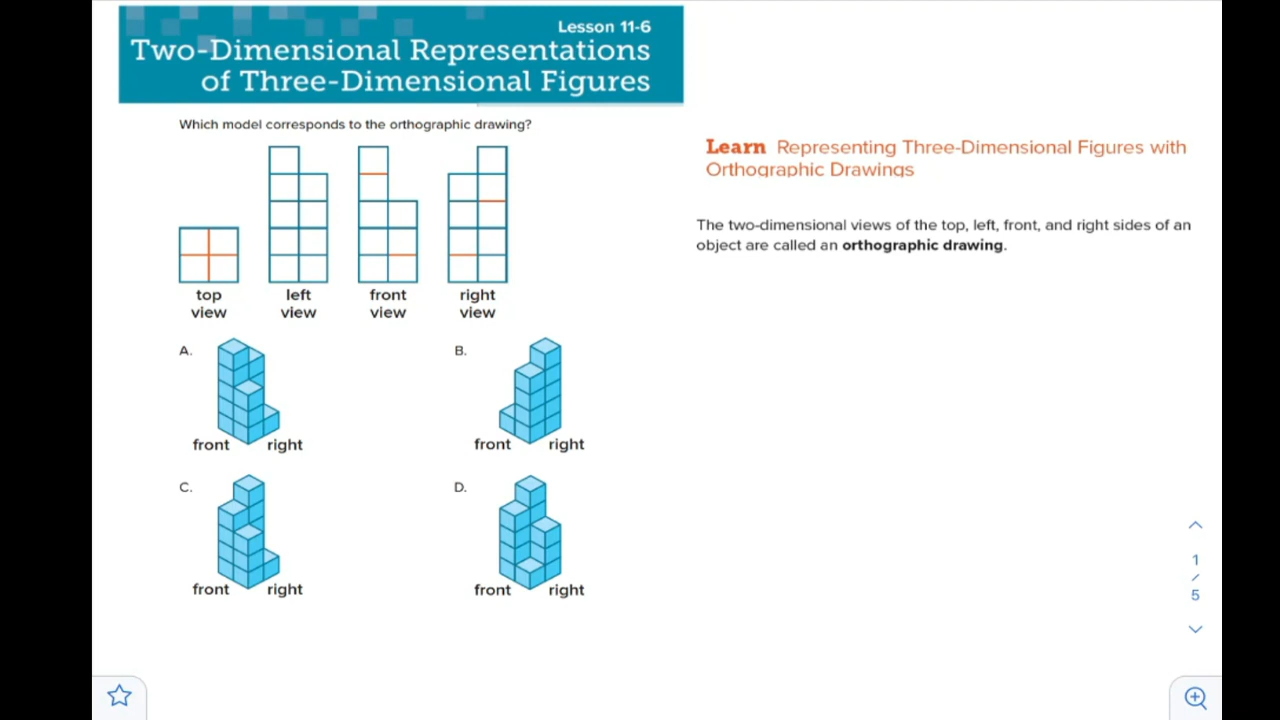 Lesson 11-6
Two-Dimensional Representations
of Three-Dimensional Figures
Which model corresponds to the orthographic drawing?
top
view
left
view
front
view
right
view
A.
front
right
B.
front
right
C.
front
right
D.
front
right
Learn Representing Three-Dimensional Figures with
Orthographic Drawings
The two-dimensional views of the top, left, front, and right sides of an
object are called an orthographic drawing.
1
/
5